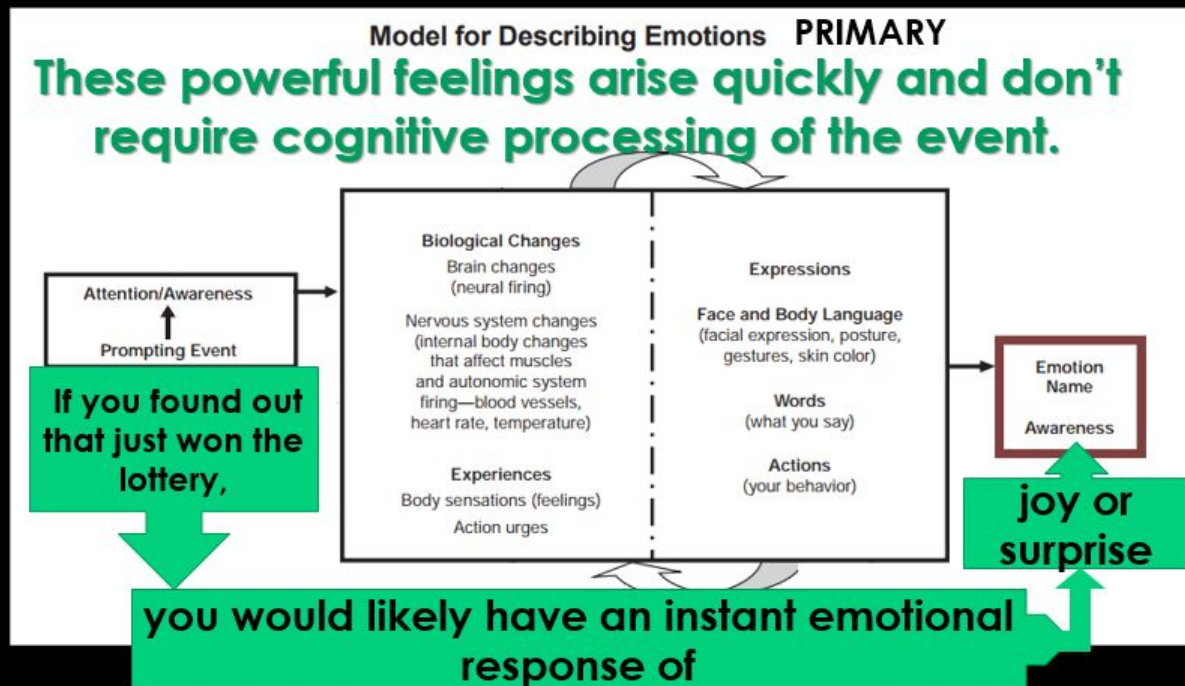 Model for Describing Emotions PRIMARY
These powerful feelings arise quickly and don't
require cognitive processing of the event.
Attention/Awareness
Prompting Event
If you found out
that just won the
lottery,
Biological Changes
Brain changes
(neural firing)
Nervous system changes
(internal body changes
that affect muscles
and autonomic system
firing—blood vessels,
heart rate, temperature)
Experiences
Body sensations (feelings)
Action urges
Expressions
Face and Body Language
(facial expression, posture,
gestures, skin color)
Words
(what you say)
Actions
(your behavior)
Emotion
Name
Awareness
you would likely have an instant emotional
response of
joy or
surprise